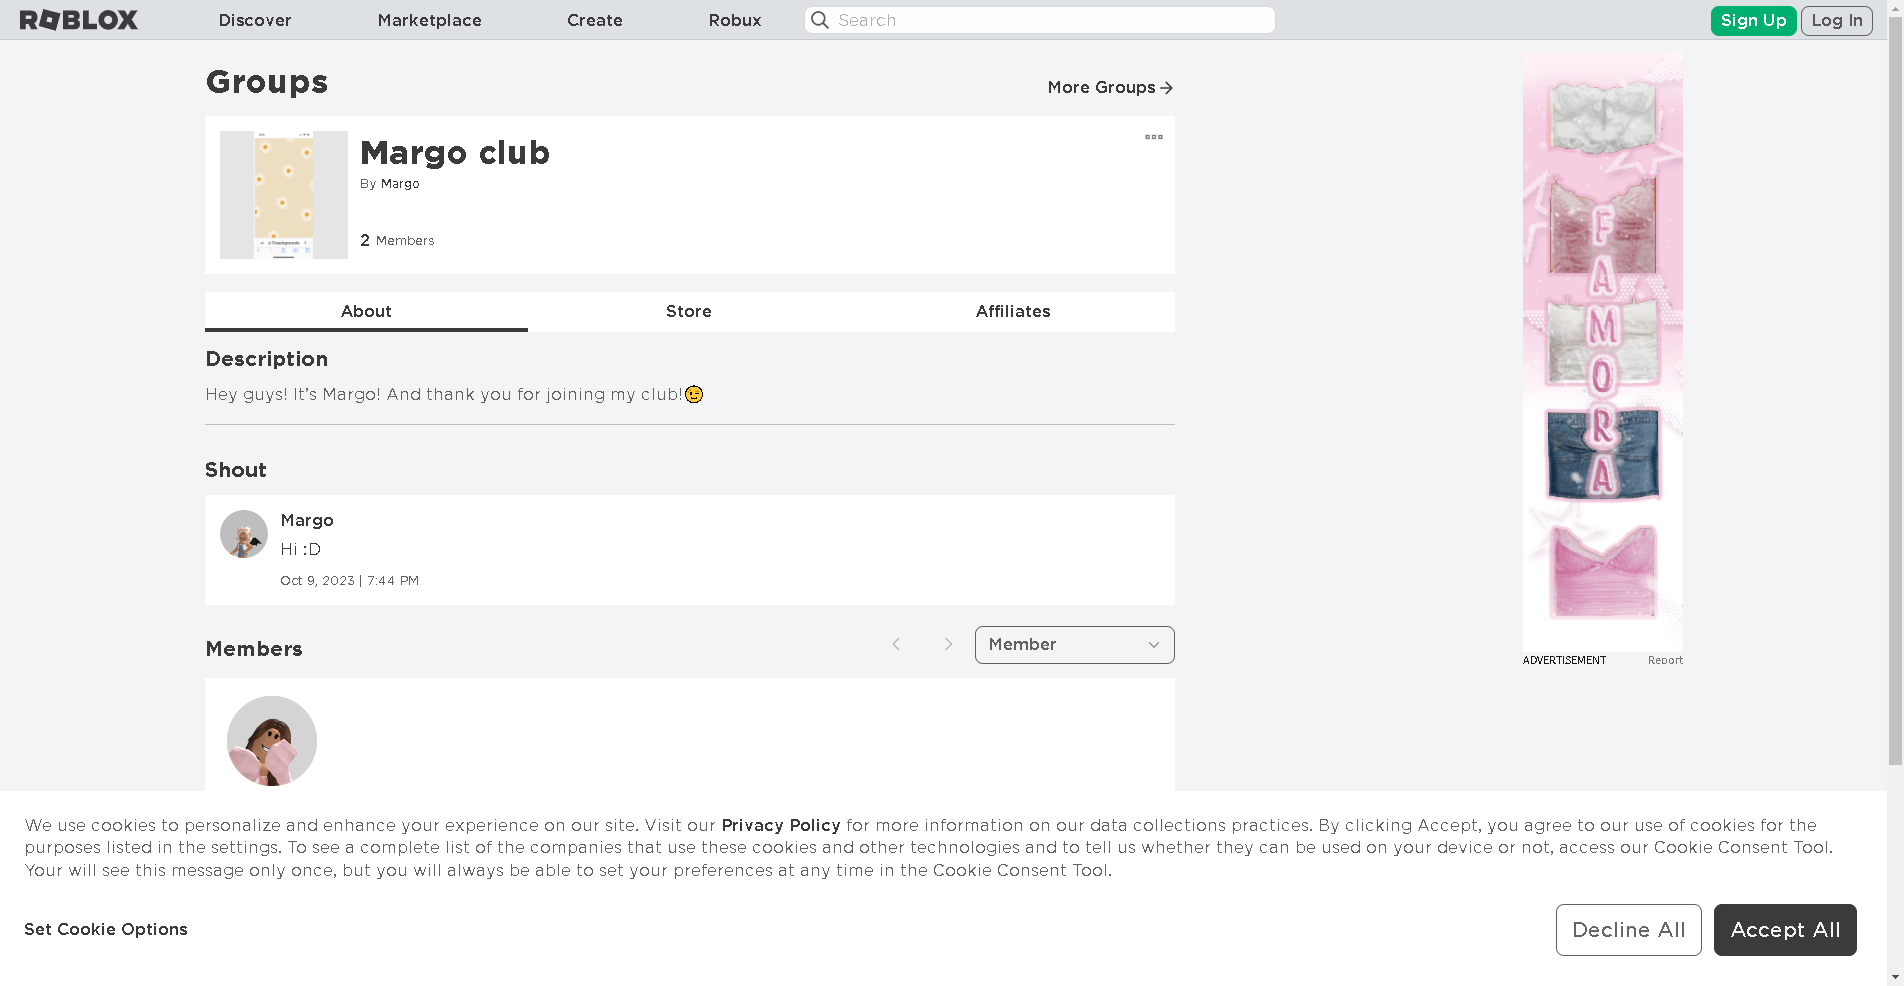 ROBLOX Discover Marketplace Create Robux Search Sign Up Log In
Groups
More Groups
Margo club
By Margo
2 Members
About Store Affiliates
Description
Hey guys! It's Margo! And thank you for joining my club!😉
Shout
Margo
Hi :D
Oct 9, 2023 | 7:44 PM
Members
Member
FAMORA
ADVERTISEMENT Report
We use cookies to personalize and enhance your experience on our site. Visit our Privacy Policy for more information on our data collections practices. By clicking Accept, you agree to our use of cookies for the
purposes listed in the settings. To see a complete list of the companies that use these cookies and other technologies and to tell us whether they can be used on your device or not, access our Cookie Consent Tool.
Your will see this message only once, but you will always be able to set your preferences at any time in the Cookie Consent Tool.
Set Cookie Options
Decline All Accept All